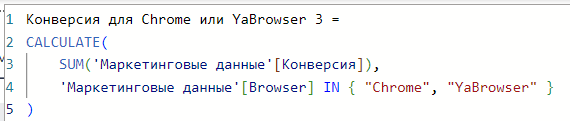 1 Конверсия для Chrome или YaBrowser 3 =
2 CALCULATE(
3 SUM('Маркетинговые данные'[Конверсия]),
4 'Маркетинговые данные'[Browser] IN { "Chrome", "YaBrowser" }
5 )